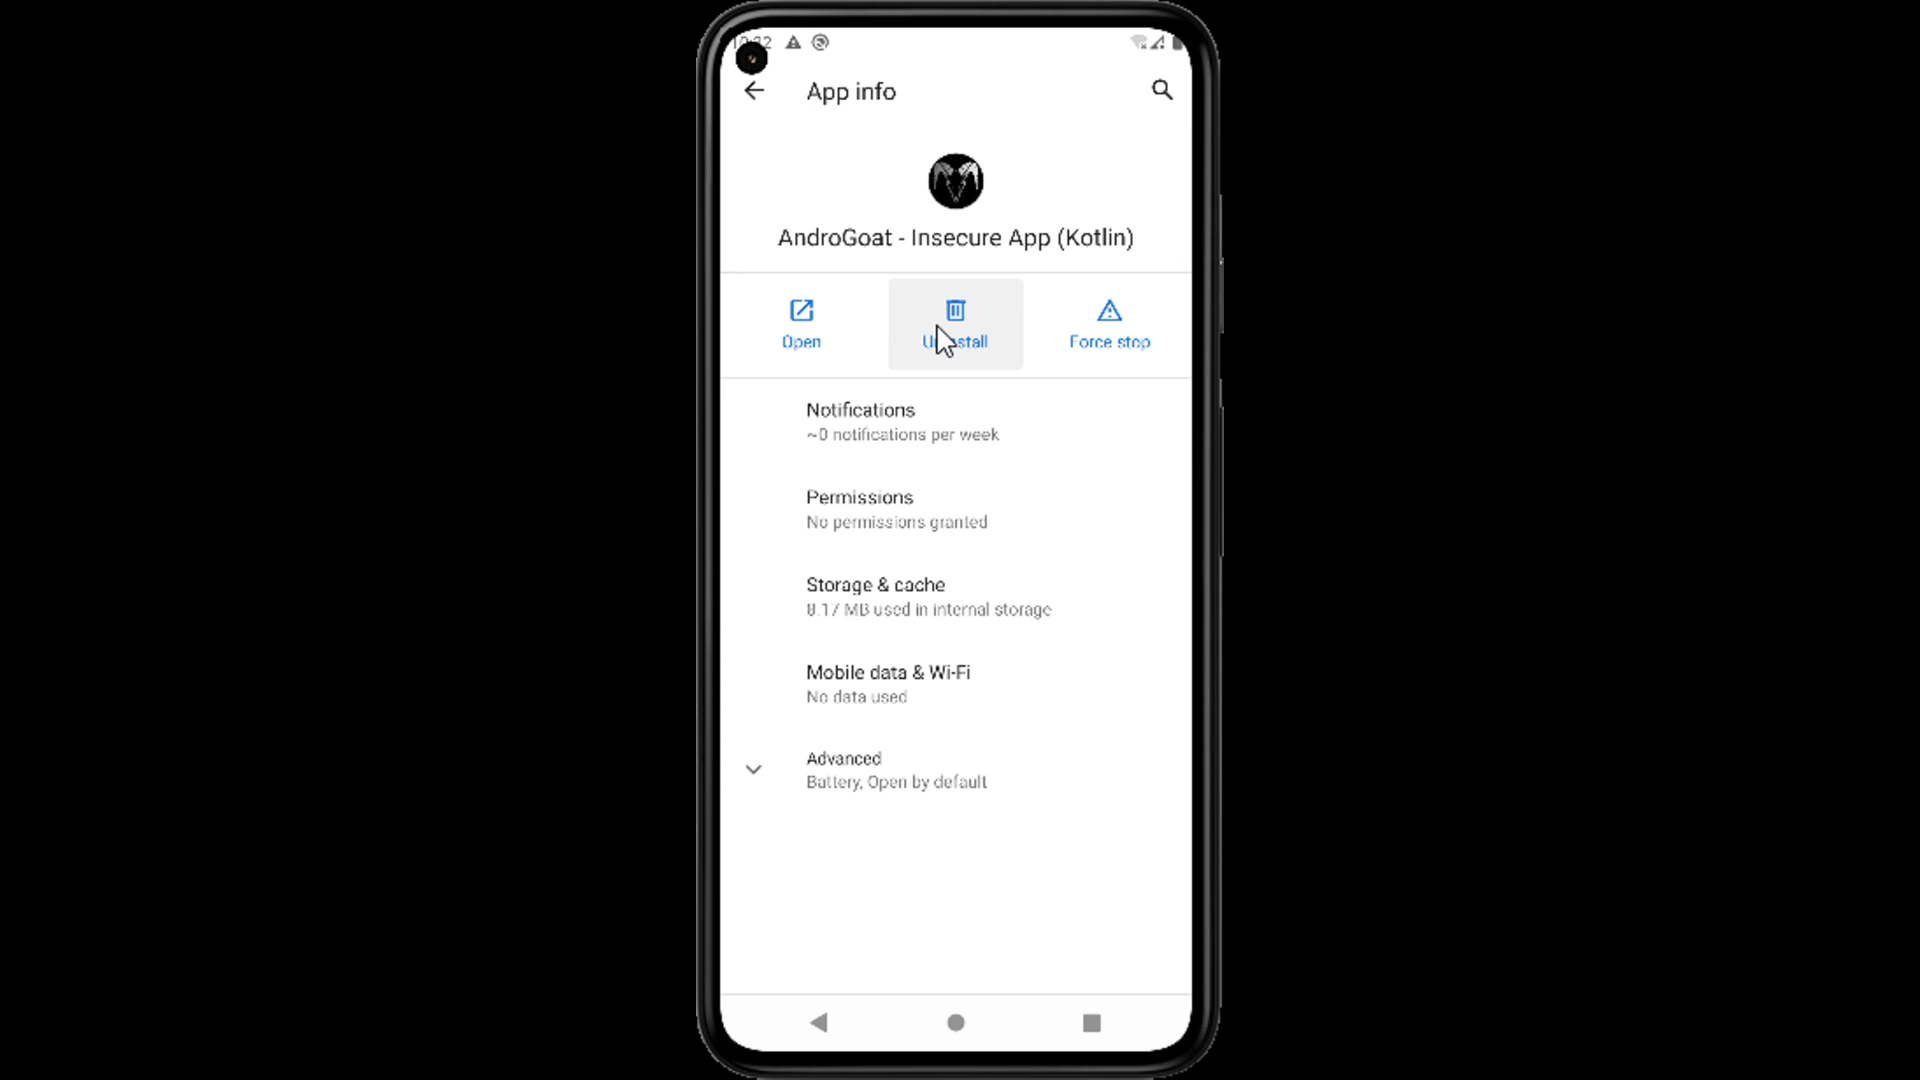 App info
AndroGoat - Insecure App (Kotlin)
Open
Force stop
Notifications
~0 notifications per week
Permissions
No permissions granted
Storage & cache
8.17 MB used in internal storage
Mobile data & Wi-Fi
No data used
Advanced
Battery, Open by default